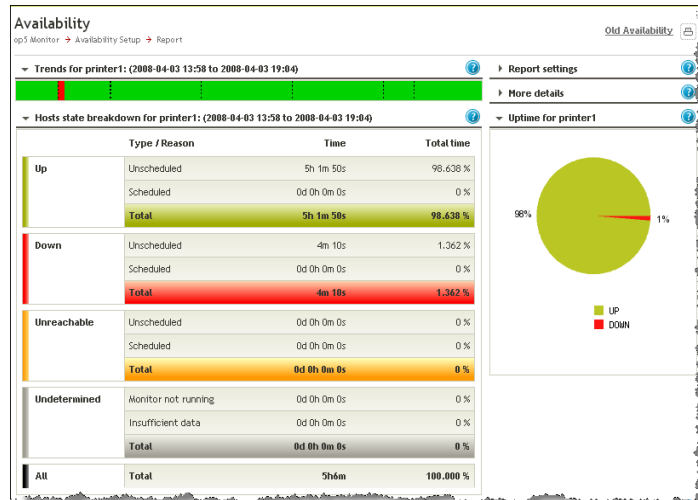 Availability
op5 Monitor → Availability Setup → Report
Old Availability
Trends for printer1: (2008-04-03 13:58 to 2008-04-03 19:04)
Hosts state breakdown for printer1: (2008-04-03 13:58 to 2008-04-03 19:04)
Type / Reason Time Total time
Up Unscheduled 5h 1m 50s 98.638 %
Scheduled 0d 0h 0m 0s 0 %
Total 5h 1m 50s 98.638 %
Down Unscheduled 4m 10s 1.362 %
Scheduled 0d 0h 0m 0s 0 %
Total 4m 10s 1.362 %
Unreachable Unscheduled 0d 0h 0m 0s 0 %
Scheduled 0d 0h 0m 0s 0 %
Total 0d 0h 0m 0s 0 %
Undetermined Monitor not running 0d 0h 0m 0s 0 %
Insufficient data 0d 0h 0m 0s 0 %
Total 0d 0h 0m 0s 0 %
All Total 5h6m 100.000 %
Report settings
More details
Uptime for printer1
98%
1%
UP
DOWN